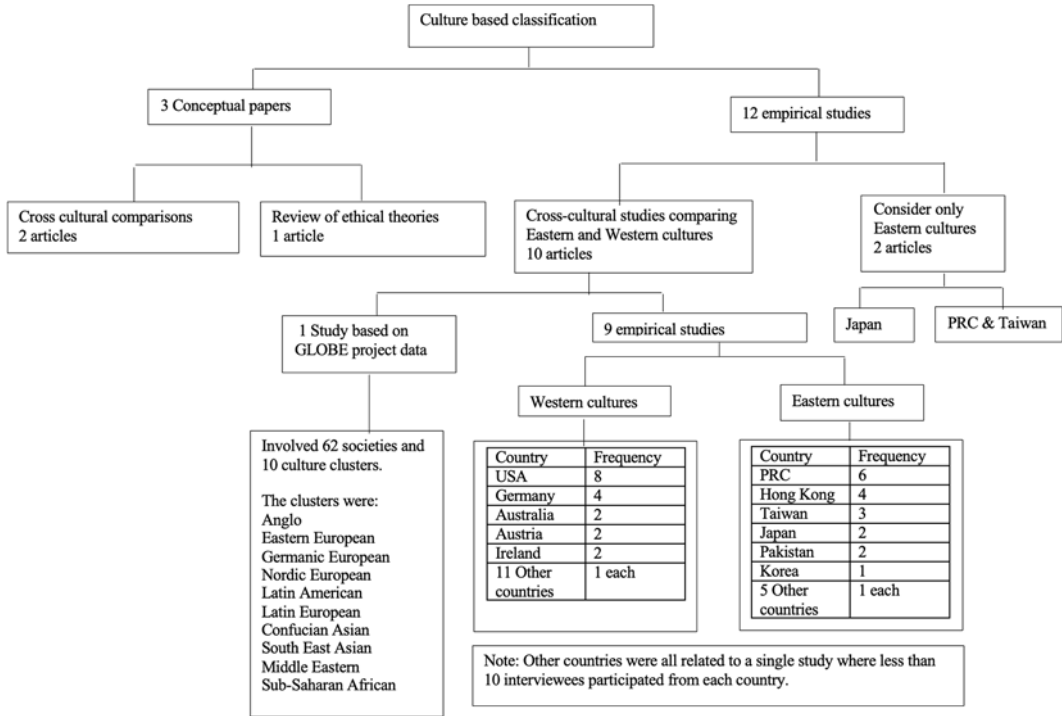 Culture based classification
3 Conceptual papers
12 empirical studies
Cross cultural comparisons
2 articles
Review of ethical theories
1 article
Cross-cultural studies comparing
Eastern and Western cultures
10 articles
Consider only
Eastern cultures
2 articles
1 Study based on
GLOBE project data
9 empirical studies
Japan
PRC & Taiwan
Western cultures
Eastern cultures
Involved 62 societies and
10 culture clusters.
The clusters were:
Anglo
Eastern European
Germanic European
Nordic European
Latin American
Latin European
Confucian Asian
South East Asian
Middle Eastern
Sub-Saharan African
Country Frequency
USA 8
Germany 4
Australia 2
Austria 2
Ireland 2
11 Other 1 each
countries
Country Frequency
PRC 6
Hong Kong 4
Taiwan 3
Japan 2
Pakistan 2
Korea 1
5 Other 1 each
countries
Note: Other countries were all related to a single study where less than
10 interviewees participated from each country.